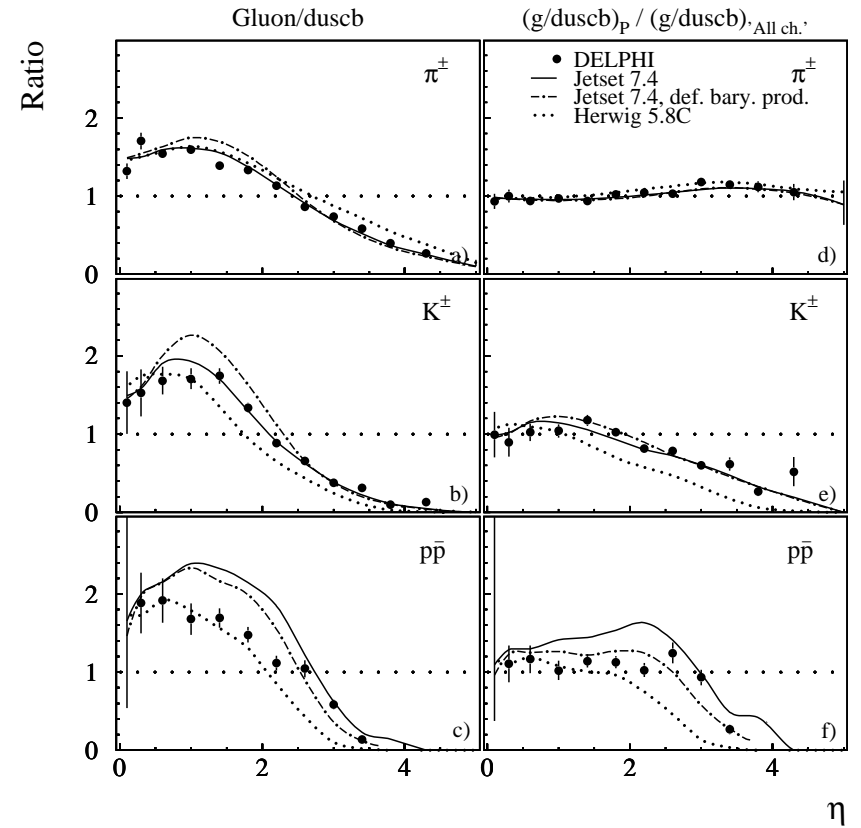 Gluon/duscb
(g/duscb)P / (g/duscb)'All ch.'
Ratio
π±
a)
2
1
0
DELPHI
Jetset 7.4
Jetset 7.4, def. bary. prod.
Herwig 5.8C
π±
d)
K±
b)
2
1
0
K±
e)
pp̄
c)
2
1
0
pp̄
f)
0 2 4
0 2 4
η